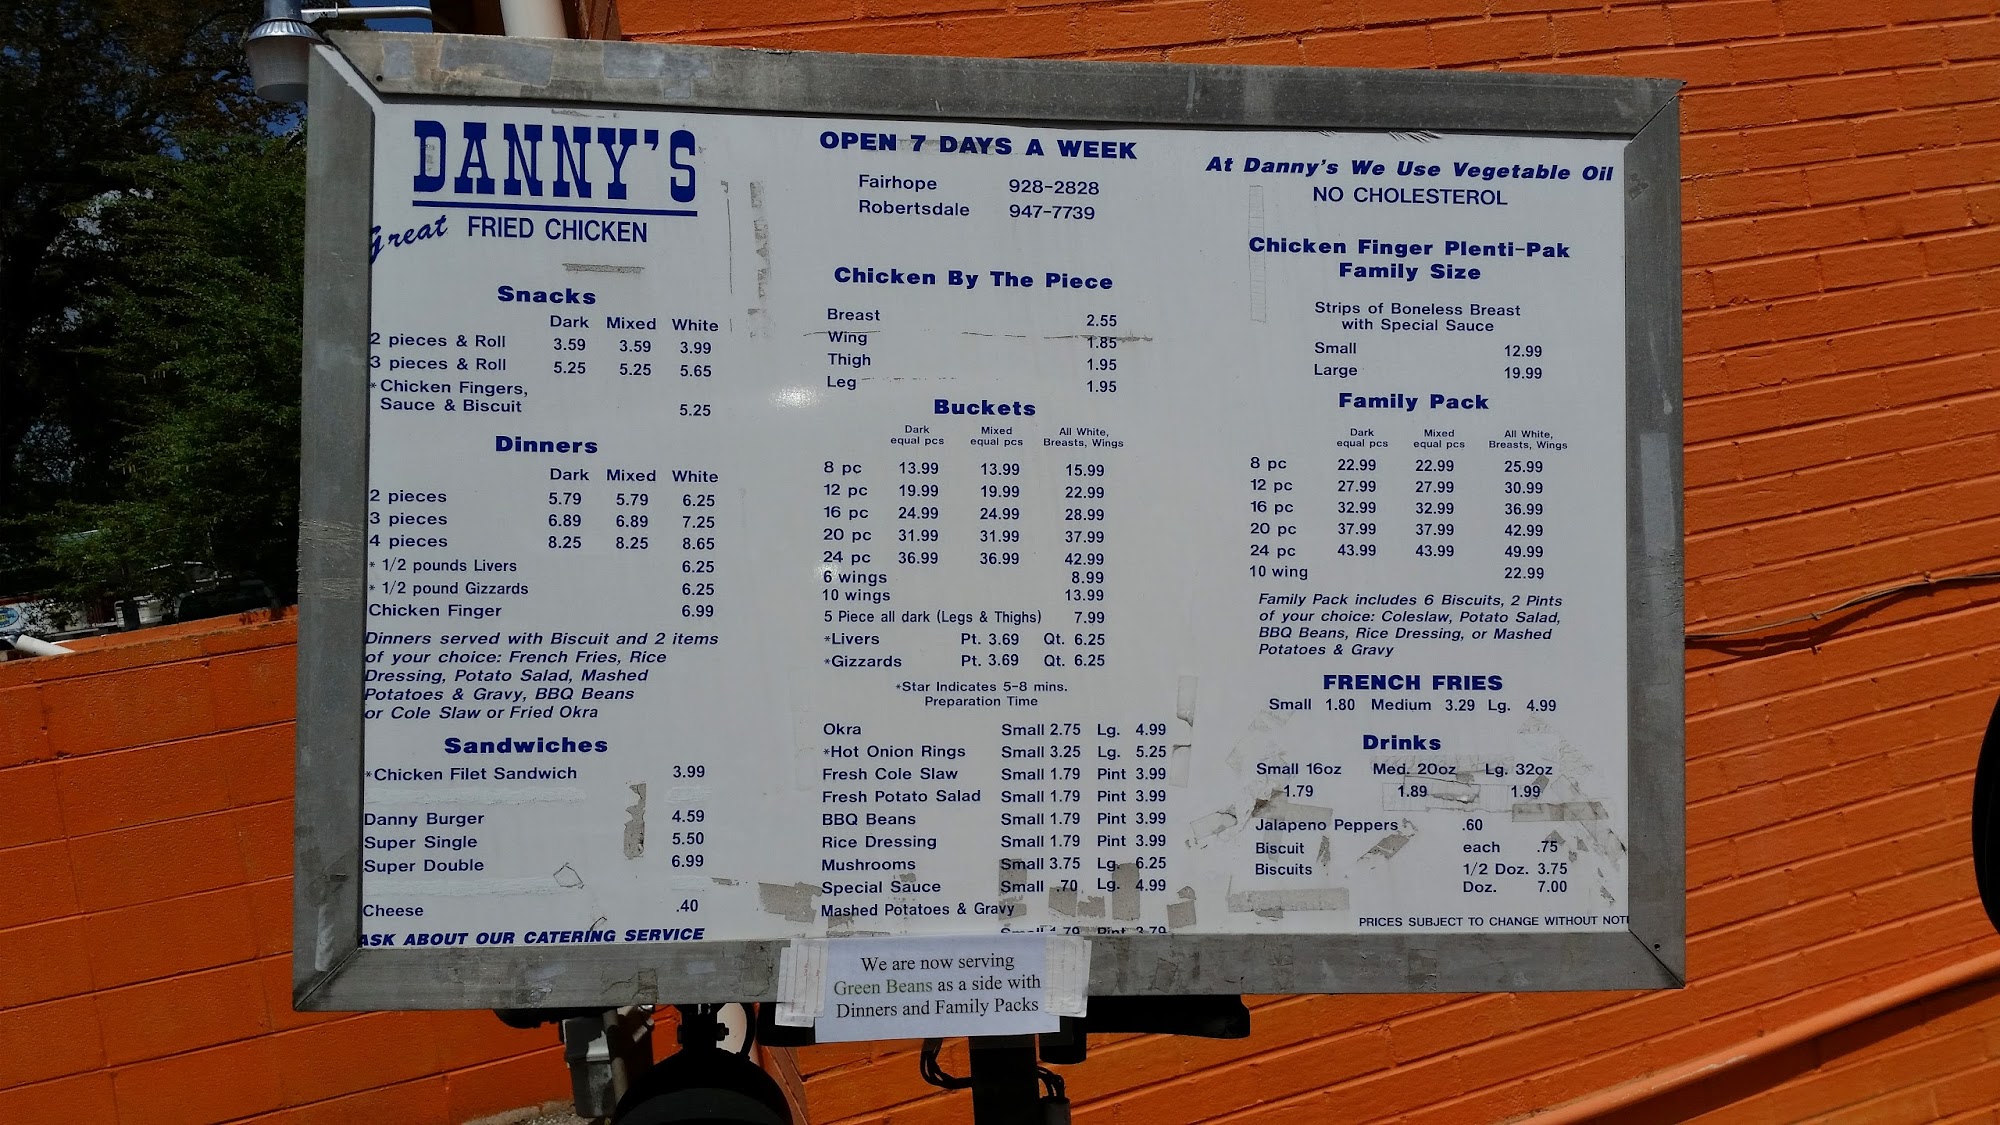 DANNY'S
Great FRIED CHICKEN
Snacks
Dark Mixed White
2 pieces & Roll 3.59 3.59 3.99
3 pieces & Roll 5.25 5.25 5.65
*Chicken Fingers,
Sauce & Biscuit 5.25
Dinners
Dark Mixed White
2 pieces 5.79 5.79 6.25
3 pieces 6.89 6.89 7.25
4 pieces 8.25 8.25 8.65
* 1/2 pounds Livers 6.25
* 1/2 pound Gizzards 6.25
Chicken Finger 6.99
Dinners served with Biscuit and 2 items
of your choice: French Fries, Rice
Dressing, Potato Salad, Mashed
Potatoes & Gravy, BBQ Beans
or Cole Slaw or Fried Okra
Sandwiches
*Chicken Filet Sandwich 3.99
Danny Burger 4.59
Super Single 5.50
Super Double 6.99
Cheese .40
ASK ABOUT OUR CATERING SERVICE
OPEN 7 DAYS A WEEK
Fairhope 928-2828
Robertsdale 947-7739
Chicken By The Piece
Breast 2.55
Wing 1.85
Thigh 1.95
Leg 1.95
Buckets
Dark Mixed All White,
equal pcs equal pcs Breasts, Wings
8 pc 13.99 13.99 15.99
12 pc 19.99 19.99 22.99
16 pc 24.99 24.99 28.99
20 pc 31.99 31.99 37.99
24 pc 36.99 36.99 42.99
6 wings 8.99
10 wings 13.99
5 Piece all dark (Legs & Thighs) 7.99
*Livers Pt. 3.69 Qt. 6.25
*Gizzards Pt. 3.69 Qt. 6.25
*Star Indicates 5-8 mins.
Preparation Time
Okra Small 2.75 Lg. 4.99
*Hot Onion Rings Small 3.25 Lg. 5.25
Fresh Cole Slaw Small 1.79 Pint 3.99
Fresh Potato Salad Small 1.79 Pint 3.99
BBQ Beans Small 1.79 Pint 3.99
Rice Dressing Small 1.79 Pint 3.99
Mushrooms Small 3.75 Lg. 6.25
Special Sauce Small .70 Lg. 4.99
Mashed Potatoes & Gravy
Small 1.79 Pint 3.79
At Danny's We Use Vegetable Oil
NO CHOLESTEROL
Chicken Finger Plenti-Pak
Family Size
Strips of Boneless Breast
with Special Sauce
Small 12.99
Large 19.99
Family Pack
Dark Mixed All White,
equal pcs equal pcs Breasts, Wings
8 pc 22.99 22.99 25.99
12 pc 27.99 27.99 30.99
16 pc 32.99 32.99 36.99
20 pc 37.99 37.99 42.99
24 pc 43.99 43.99 49.99
10 wing 22.99
Family Pack includes 6 Biscuits, 2 Pints
of your choice: Coleslaw, Potato Salad,
BBQ Beans, Rice Dressing, or Mashed
Potatoes & Gravy
FRENCH FRIES
Small 1.80 Medium 3.29 Lg. 4.99
Drinks
Small 16oz Med. 20oz Lg. 32oz
1.79 1.89 1.99
Jalapeno Peppers .60
Biscuit each .75
Biscuits 1/2 Doz. 3.75
Doz. 7.00
PRICES SUBJECT TO CHANGE WITHOUT NOTI
We are now serving
Green Beans as a side with
Dinners and Family Packs